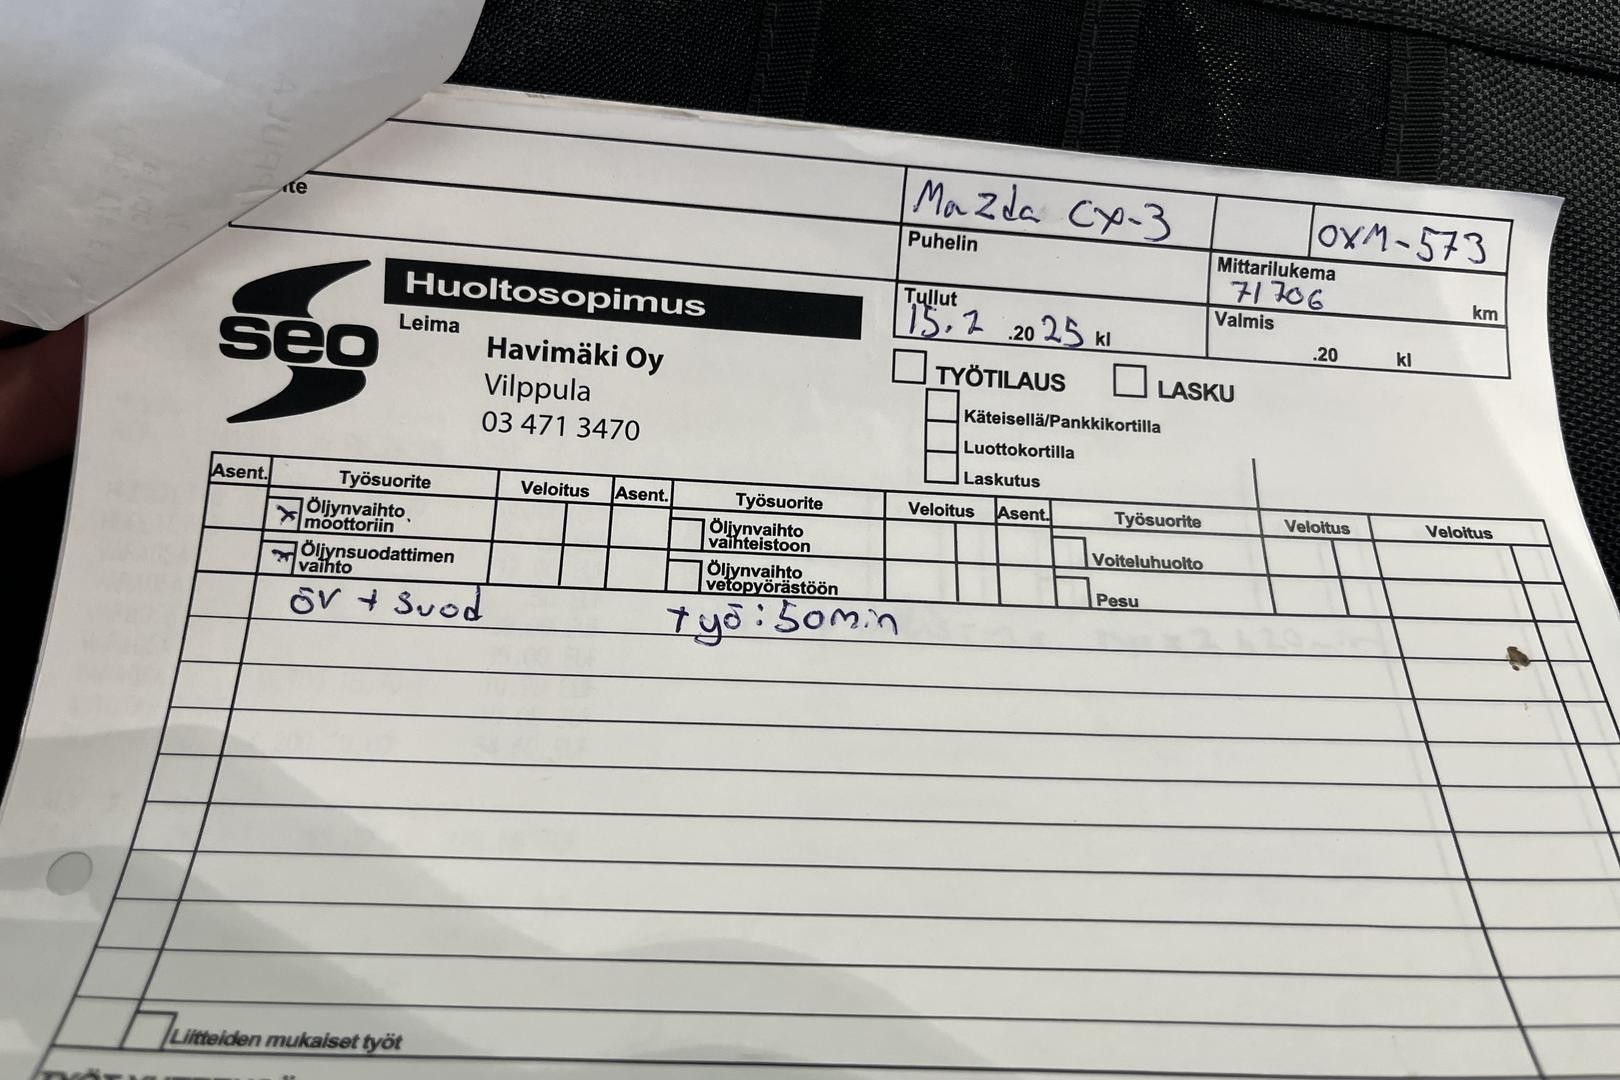 ite
Mazda CX-3
OXM-573
Puhelin
Mittarilukema
71706 km
Tullut
15.2 .2025 kl
Valmis
.20 kl
seo
Huoltosopimus
Leima
Havimäki Oy
Vilppula
03 471 3470
TYÖTILAUS
LASKU
Käteisellä/Pankkikortilla
Luottokortilla
Laskutus
Asent. Työsuorite Veloitus Asent. Työsuorite Veloitus Asent. Työsuorite Veloitus Veloitus
x Öljynvaihto moottoriin
Öljynvaihto vaihteistoon
Voiteluhuolto
x Öljynsuodattimen vaihto
Öljynvaihto vetopyörästöön
Pesu
öv + suod työ: 50min
Liitteiden mukaiset työt